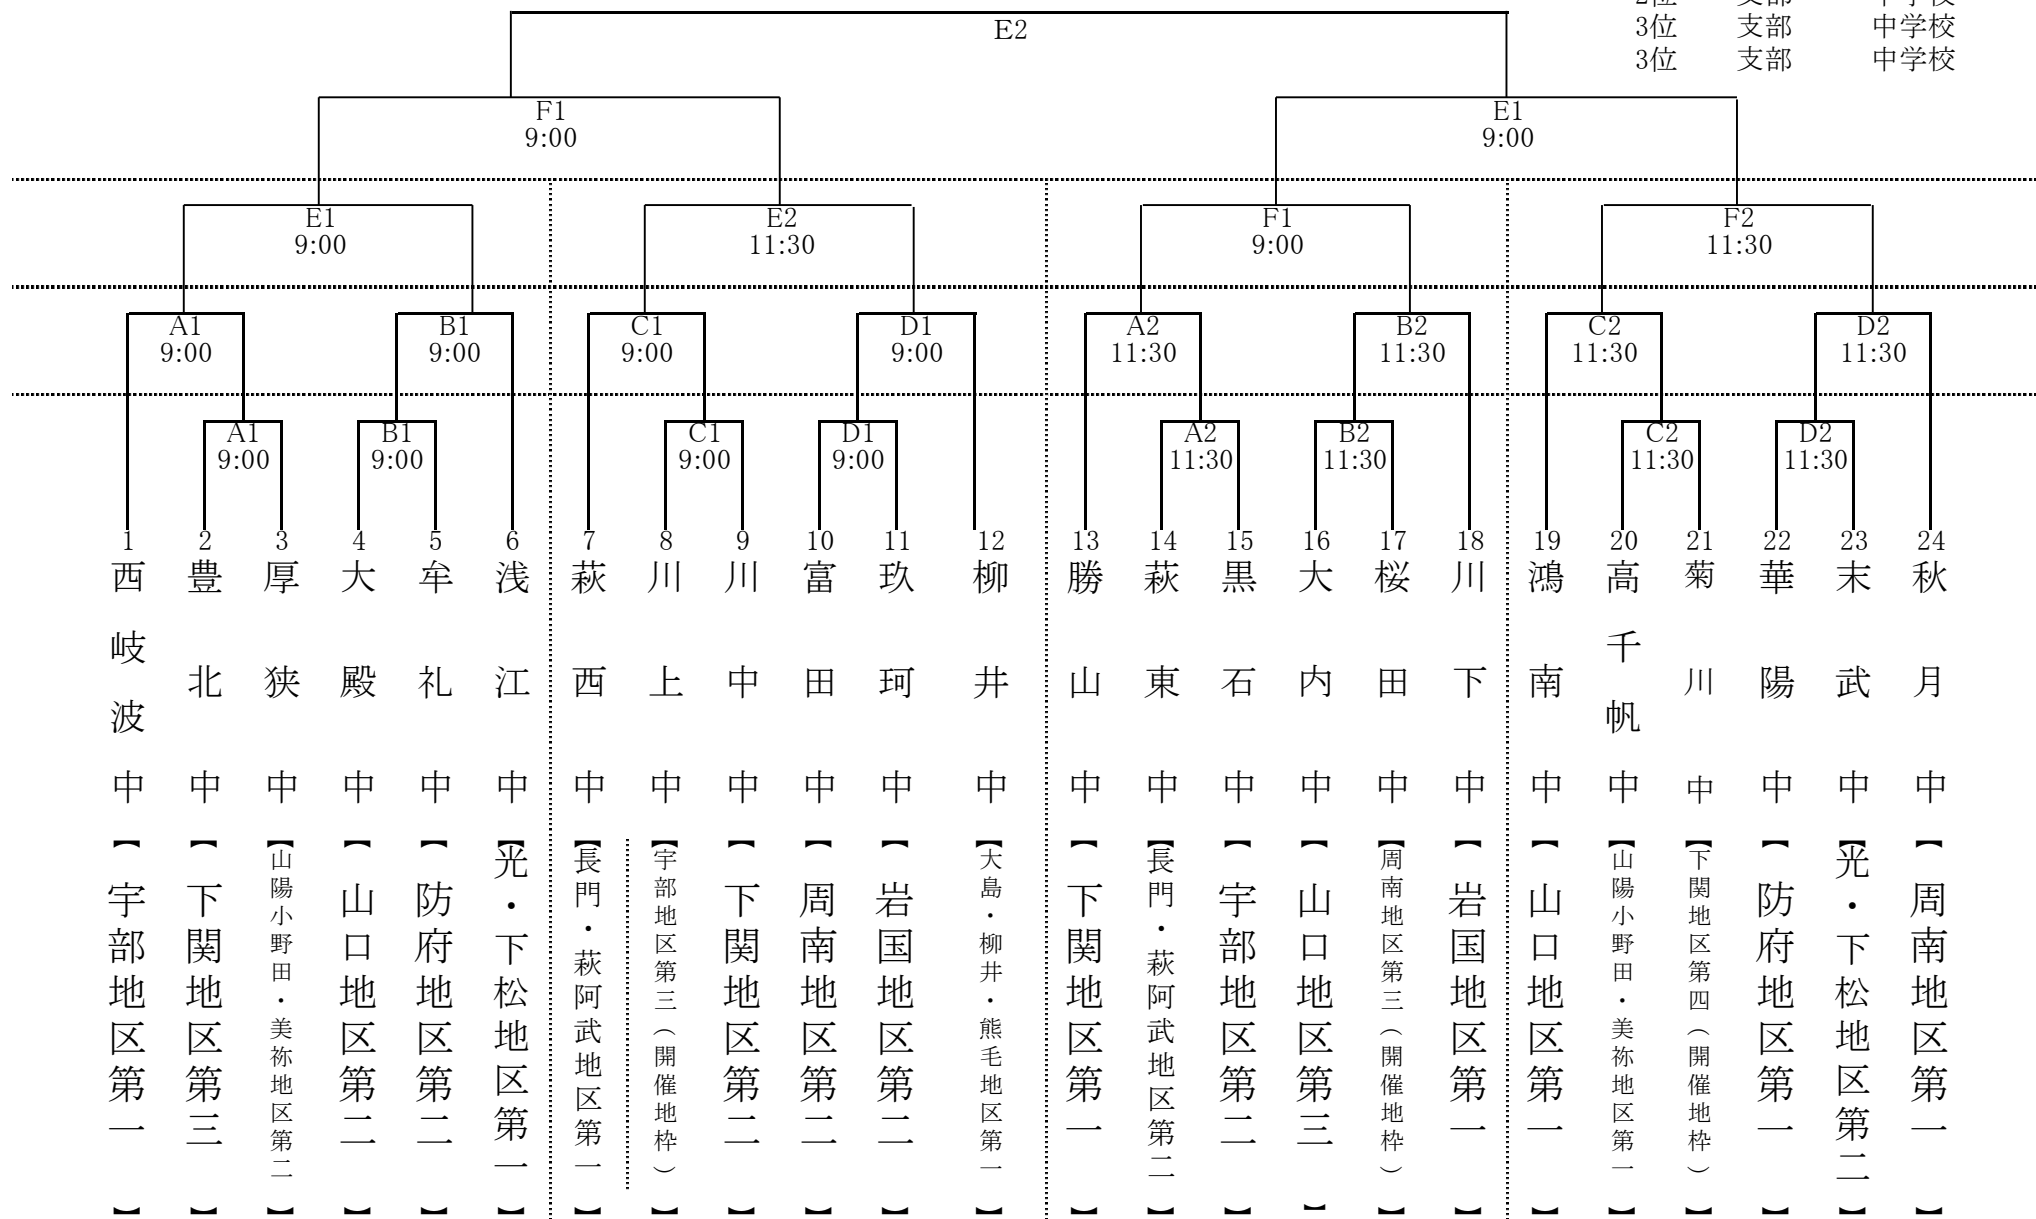 3位 支部 中学校
3位 支部 中学校
E2
F1
9:00
E1
9:00
E1
9:00
E2
11:30
F1
9:00
F2
11:30
A1
9:00
B1
9:00
C1
9:00
D1
9:00
A2
11:30
B2
11:30
C2
11:30
D2
11:30
A1
9:00
B1
9:00
C1
9:00
D1
9:00
A2
11:30
B2
11:30
C2
11:30
D2
11:30
1 西岐波中【宇部地区第一】
2 豊北中【下関地区第三】
3 厚狭中【山陽小野田・美祢地区第二】
4 大殿中【山口地区第二】
5 牟礼中【防府地区第二】
6 浅江中【光・下松地区第一】
7 萩西中【長門・萩阿武地区第一】
8 川上中【宇部地区第三（開催地枠）】
9 川中中【下関地区第二】
10 富田中【周南地区第二】
11 玖珂中【岩国地区第二】
12 柳井中【大島・柳井・熊毛地区第一】
13 勝山中【下関地区第一】
14 萩東中【長門・萩阿武地区第二】
15 黒石中【宇部地区第二】
16 大内中【山口地区第三】
17 桜田中【周南地区第三（開催地枠）】
18 川下中【岩国地区第一】
19 鴻南中【山口地区第一】
20 高千帆中【山陽小野田・美祢地区第一】
21 菊川中【下関地区第四（開催地枠）】
22 華陽中【防府地区第一】
23 末武中【光・下松地区第二】
24 秋月中【周南地区第一】